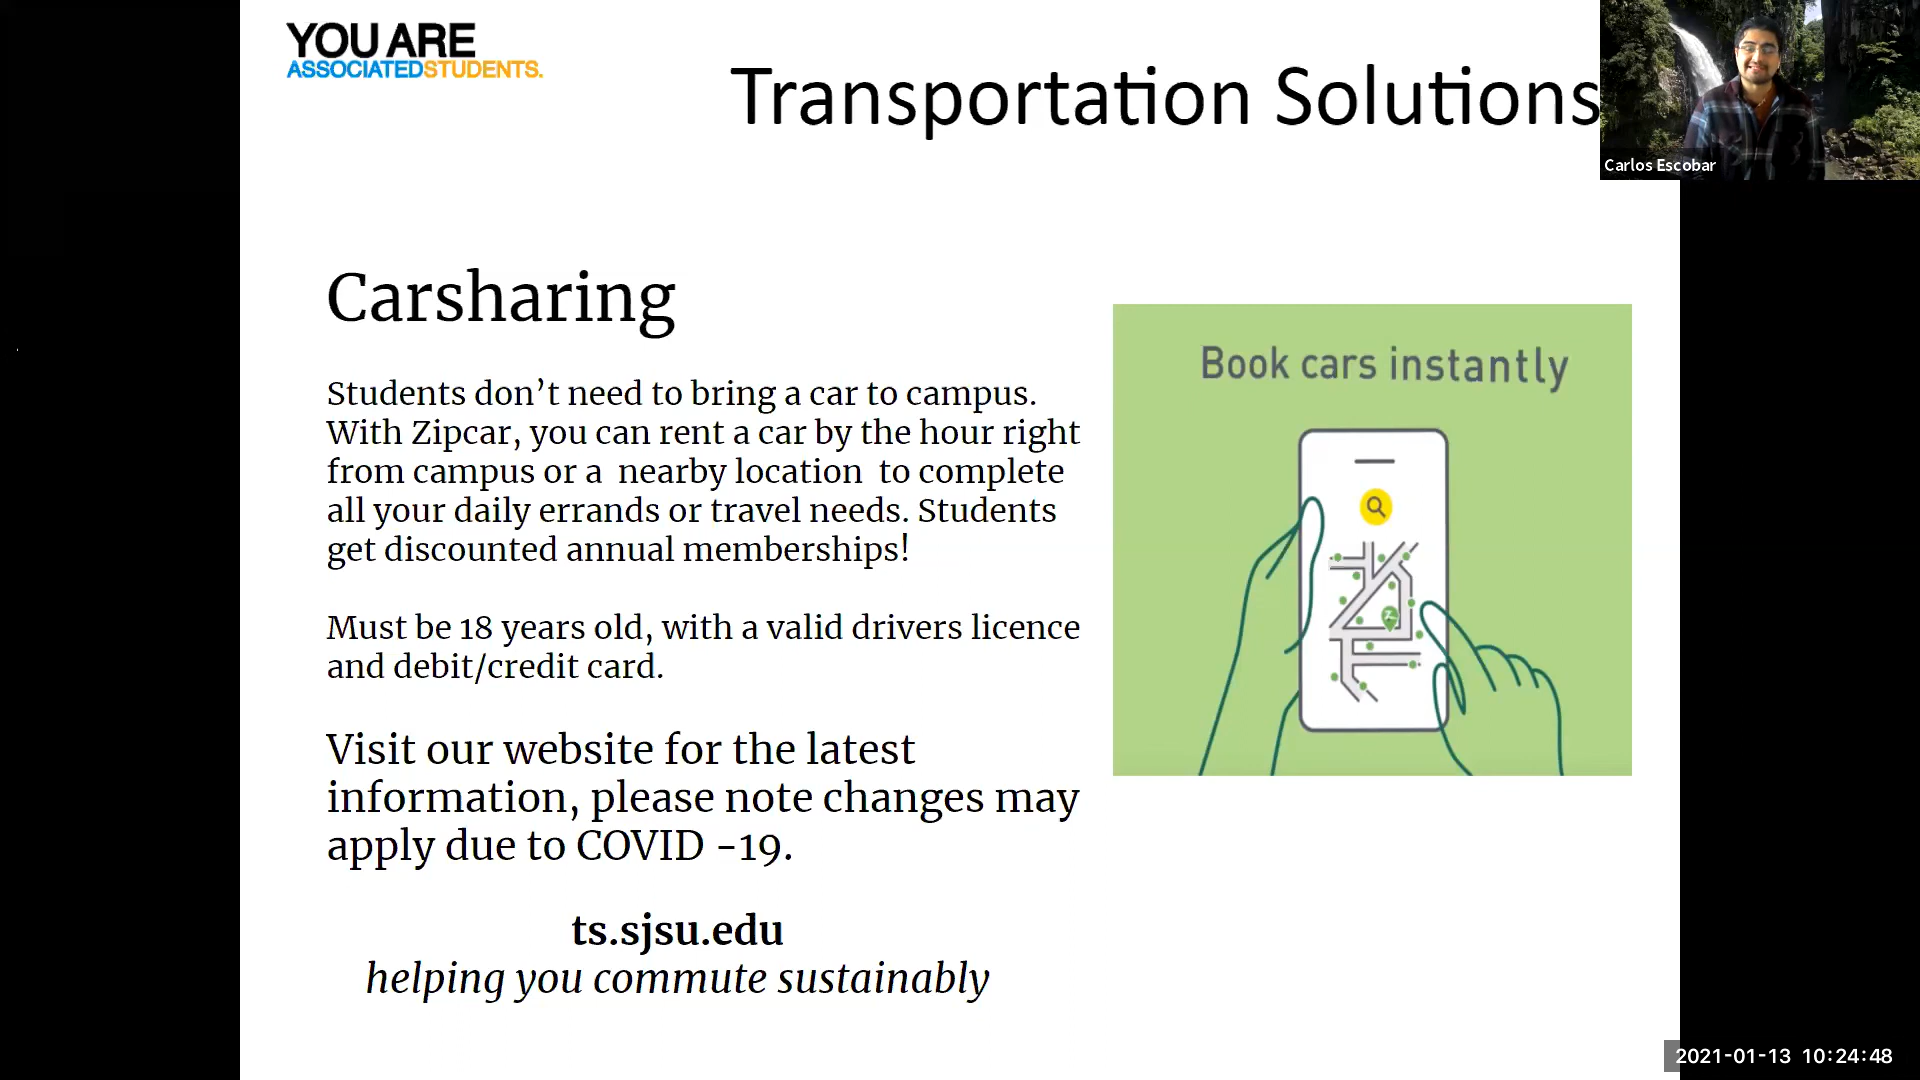 YOU ARE
ASSOCIATEDSTUDENTS.
Transportation Solutions
Carlos Escobar
Carsharing
Students don’t need to bring a car to campus.
With Zipcar, you can rent a car by the hour right
from campus or a  nearby location  to complete
all your daily errands or travel needs. Students
get discounted annual memberships!
Must be 18 years old, with a valid drivers licence
and debit/credit card.
Visit our website for the latest
information, please note changes may
apply due to COVID -19.
ts.sjsu.edu
helping you commute sustainably
Book cars instantly
Z
2021-01-13 10:24:48